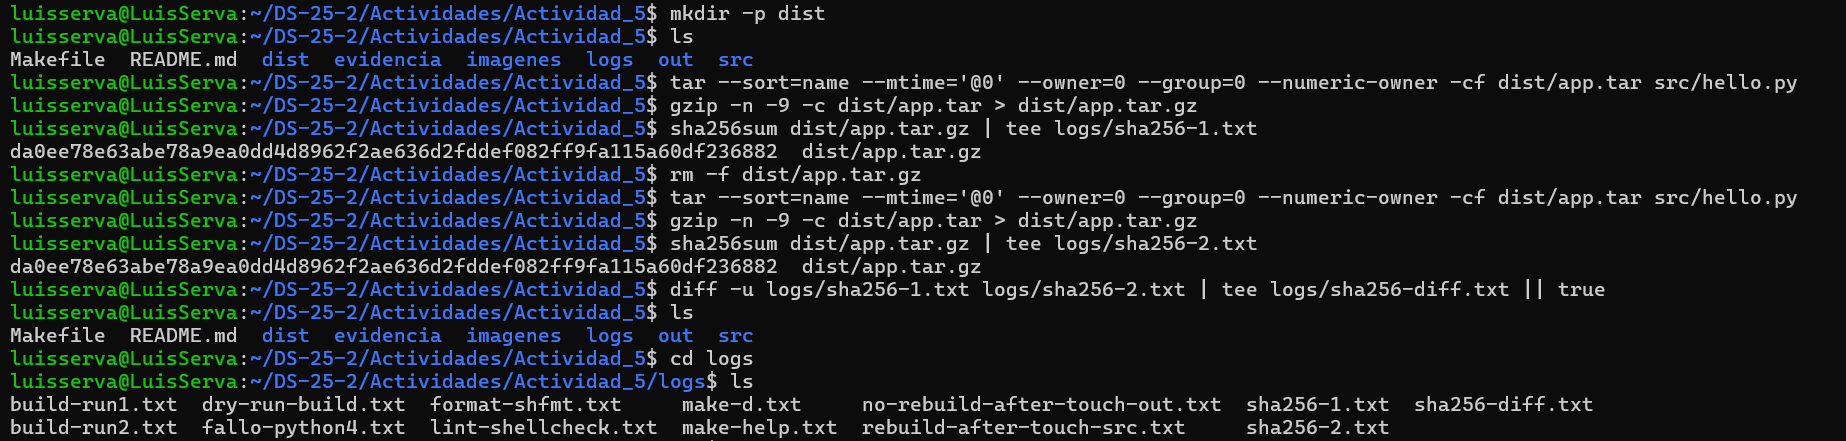 luisserva@LuisServa:~/DS-25-2/Actividades/Actividad_5$ mkdir -p dist
luisserva@LuisServa:~/DS-25-2/Actividades/Actividad_5$ ls
Makefile  README.md  dist  evidencia  imagenes  logs  out  src
luisserva@LuisServa:~/DS-25-2/Actividades/Actividad_5$ tar --sort=name --mtime='@0' --owner=0 --group=0 --numeric-owner -cf dist/app.tar src/hello.py
luisserva@LuisServa:~/DS-25-2/Actividades/Actividad_5$ gzip -n -9 -c dist/app.tar > dist/app.tar.gz
luisserva@LuisServa:~/DS-25-2/Actividades/Actividad_5$ sha256sum dist/app.tar.gz | tee logs/sha256-1.txt
da0ee78e63abe78a9ea0dd4d8962f2ae636d2fddef082ff9fa115a60df236882  dist/app.tar.gz
luisserva@LuisServa:~/DS-25-2/Actividades/Actividad_5$ rm -f dist/app.tar.gz
luisserva@LuisServa:~/DS-25-2/Actividades/Actividad_5$ tar --sort=name --mtime='@0' --owner=0 --group=0 --numeric-owner -cf dist/app.tar src/hello.py
luisserva@LuisServa:~/DS-25-2/Actividades/Actividad_5$ gzip -n -9 -c dist/app.tar > dist/app.tar.gz
luisserva@LuisServa:~/DS-25-2/Actividades/Actividad_5$ sha256sum dist/app.tar.gz | tee logs/sha256-2.txt
da0ee78e63abe78a9ea0dd4d8962f2ae636d2fddef082ff9fa115a60df236882  dist/app.tar.gz
luisserva@LuisServa:~/DS-25-2/Actividades/Actividad_5$ diff -u logs/sha256-1.txt logs/sha256-2.txt | tee logs/sha256-diff.txt || true
luisserva@LuisServa:~/DS-25-2/Actividades/Actividad_5$ ls
Makefile  README.md  dist  evidencia  imagenes  logs  out  src
luisserva@LuisServa:~/DS-25-2/Actividades/Actividad_5$ cd logs
luisserva@LuisServa:~/DS-25-2/Actividades/Actividad_5/logs$ ls
build-run1.txt  dry-run-build.txt  format-shfmt.txt     make-d.txt     no-rebuild-after-touch-out.txt  sha256-1.txt  sha256-diff.txt
build-run2.txt  fallo-python4.txt  lint-shellcheck.txt  make-help.txt  rebuild-after-touch-src.txt     sha256-2.txt